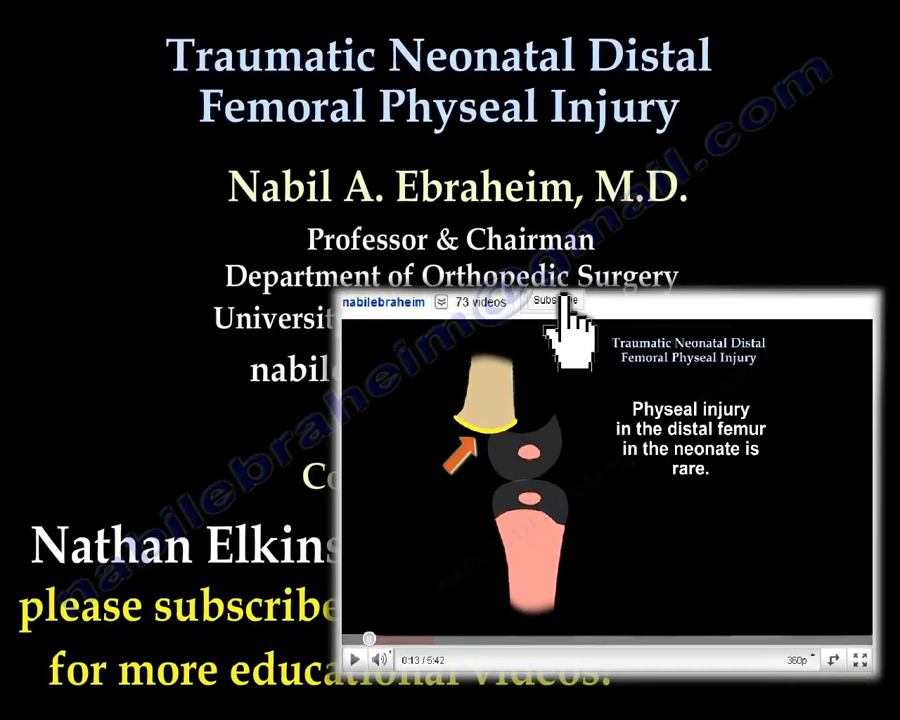 Traumatic Neonatal Distal
Femoral Physeal Injury
Nabil A. Ebraheim, M.D.
Professor & Chairman
Department of Orthopedic Surgery
nabilebraheim@gmail.com
nabilebraheim 73 videos
Traumatic Neonatal Distal
Femoral Physeal Injury
Physeal injury
in the distal femur
in the neonate is
rare.
Nathan Elkins
please subscribe
for more educational videos.
0:13 / 5:42
360p